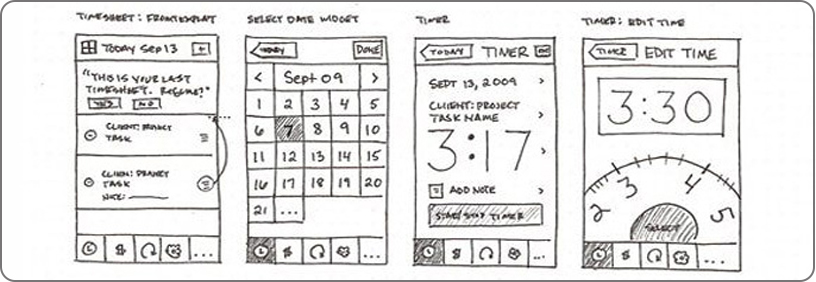 TIMESHEET:
SELECT DATE WIDGET
TIMER
TIMER: EDIT TIME
TODAY SEP 13
+
"THIS IS YOUR LAST
TIMESHEET. RESUME?"
YES NO
CLIENT: PROJECT
TASK
CLIENT: PROJECT
TASK
NOTE:
...
TODAY DONE
< Sept 09 >
1 2 3 4 5
6 7 8 9 10
11 12 13 14 15
16 17 18 19 20
21 ...
$ ...
TODAY TIMER
SEPT 13, 2009 >
CLIENT: PROJECT
TASK NAME
3:17 >
ADD NOTE >
START/STOP TIMER
$ ...
TIMER EDIT TIME
3:30
2 3 4 5
SELECT
$ ...